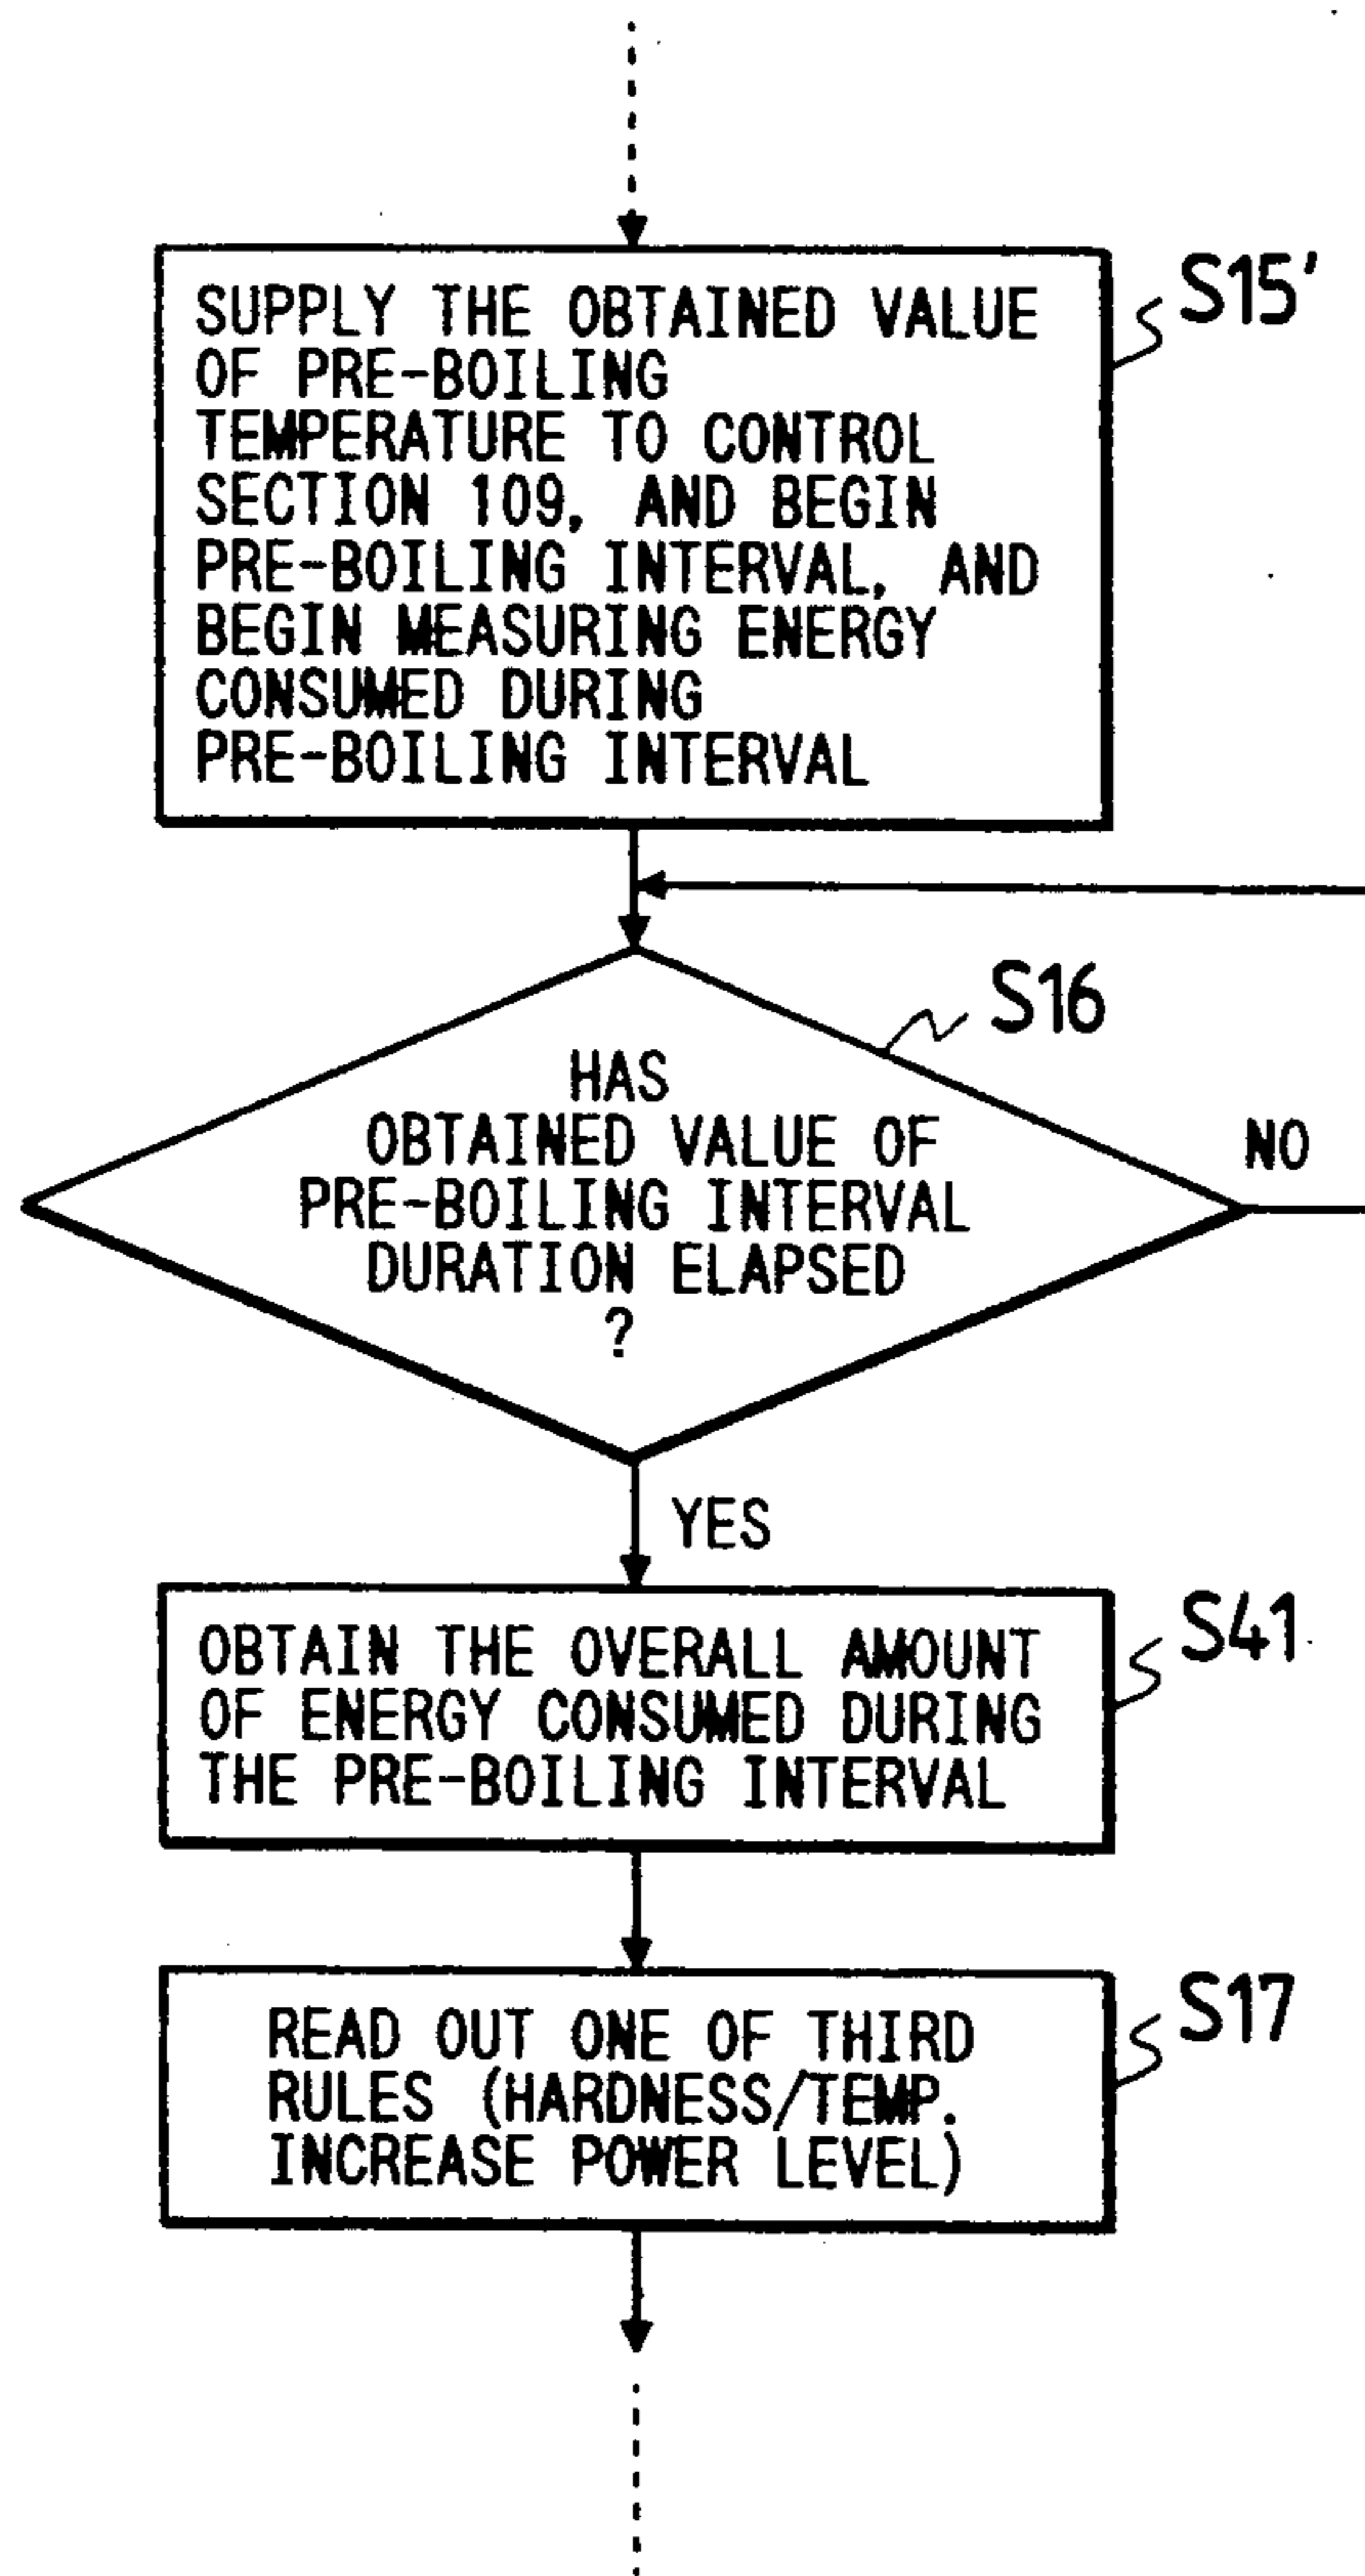 SUPPLY THE OBTAINED VALUE
OF PRE-BOILING
TEMPERATURE TO CONTROL
SECTION 109, AND BEGIN
PRE-BOILING INTERVAL, AND
BEGIN MEASURING ENERGY
CONSUMED DURING
PRE-BOILING INTERVAL
S15'
S16
HAS
OBTAINED VALUE OF
PRE-BOILING INTERVAL
DURATION ELAPSED
?
NO
YES
OBTAIN THE OVERALL AMOUNT
OF ENERGY CONSUMED DURING
THE PRE-BOILING INTERVAL
S41
READ OUT ONE OF THIRD
RULES (HARDNESS/TEMP.
INCREASE POWER LEVEL)
S17